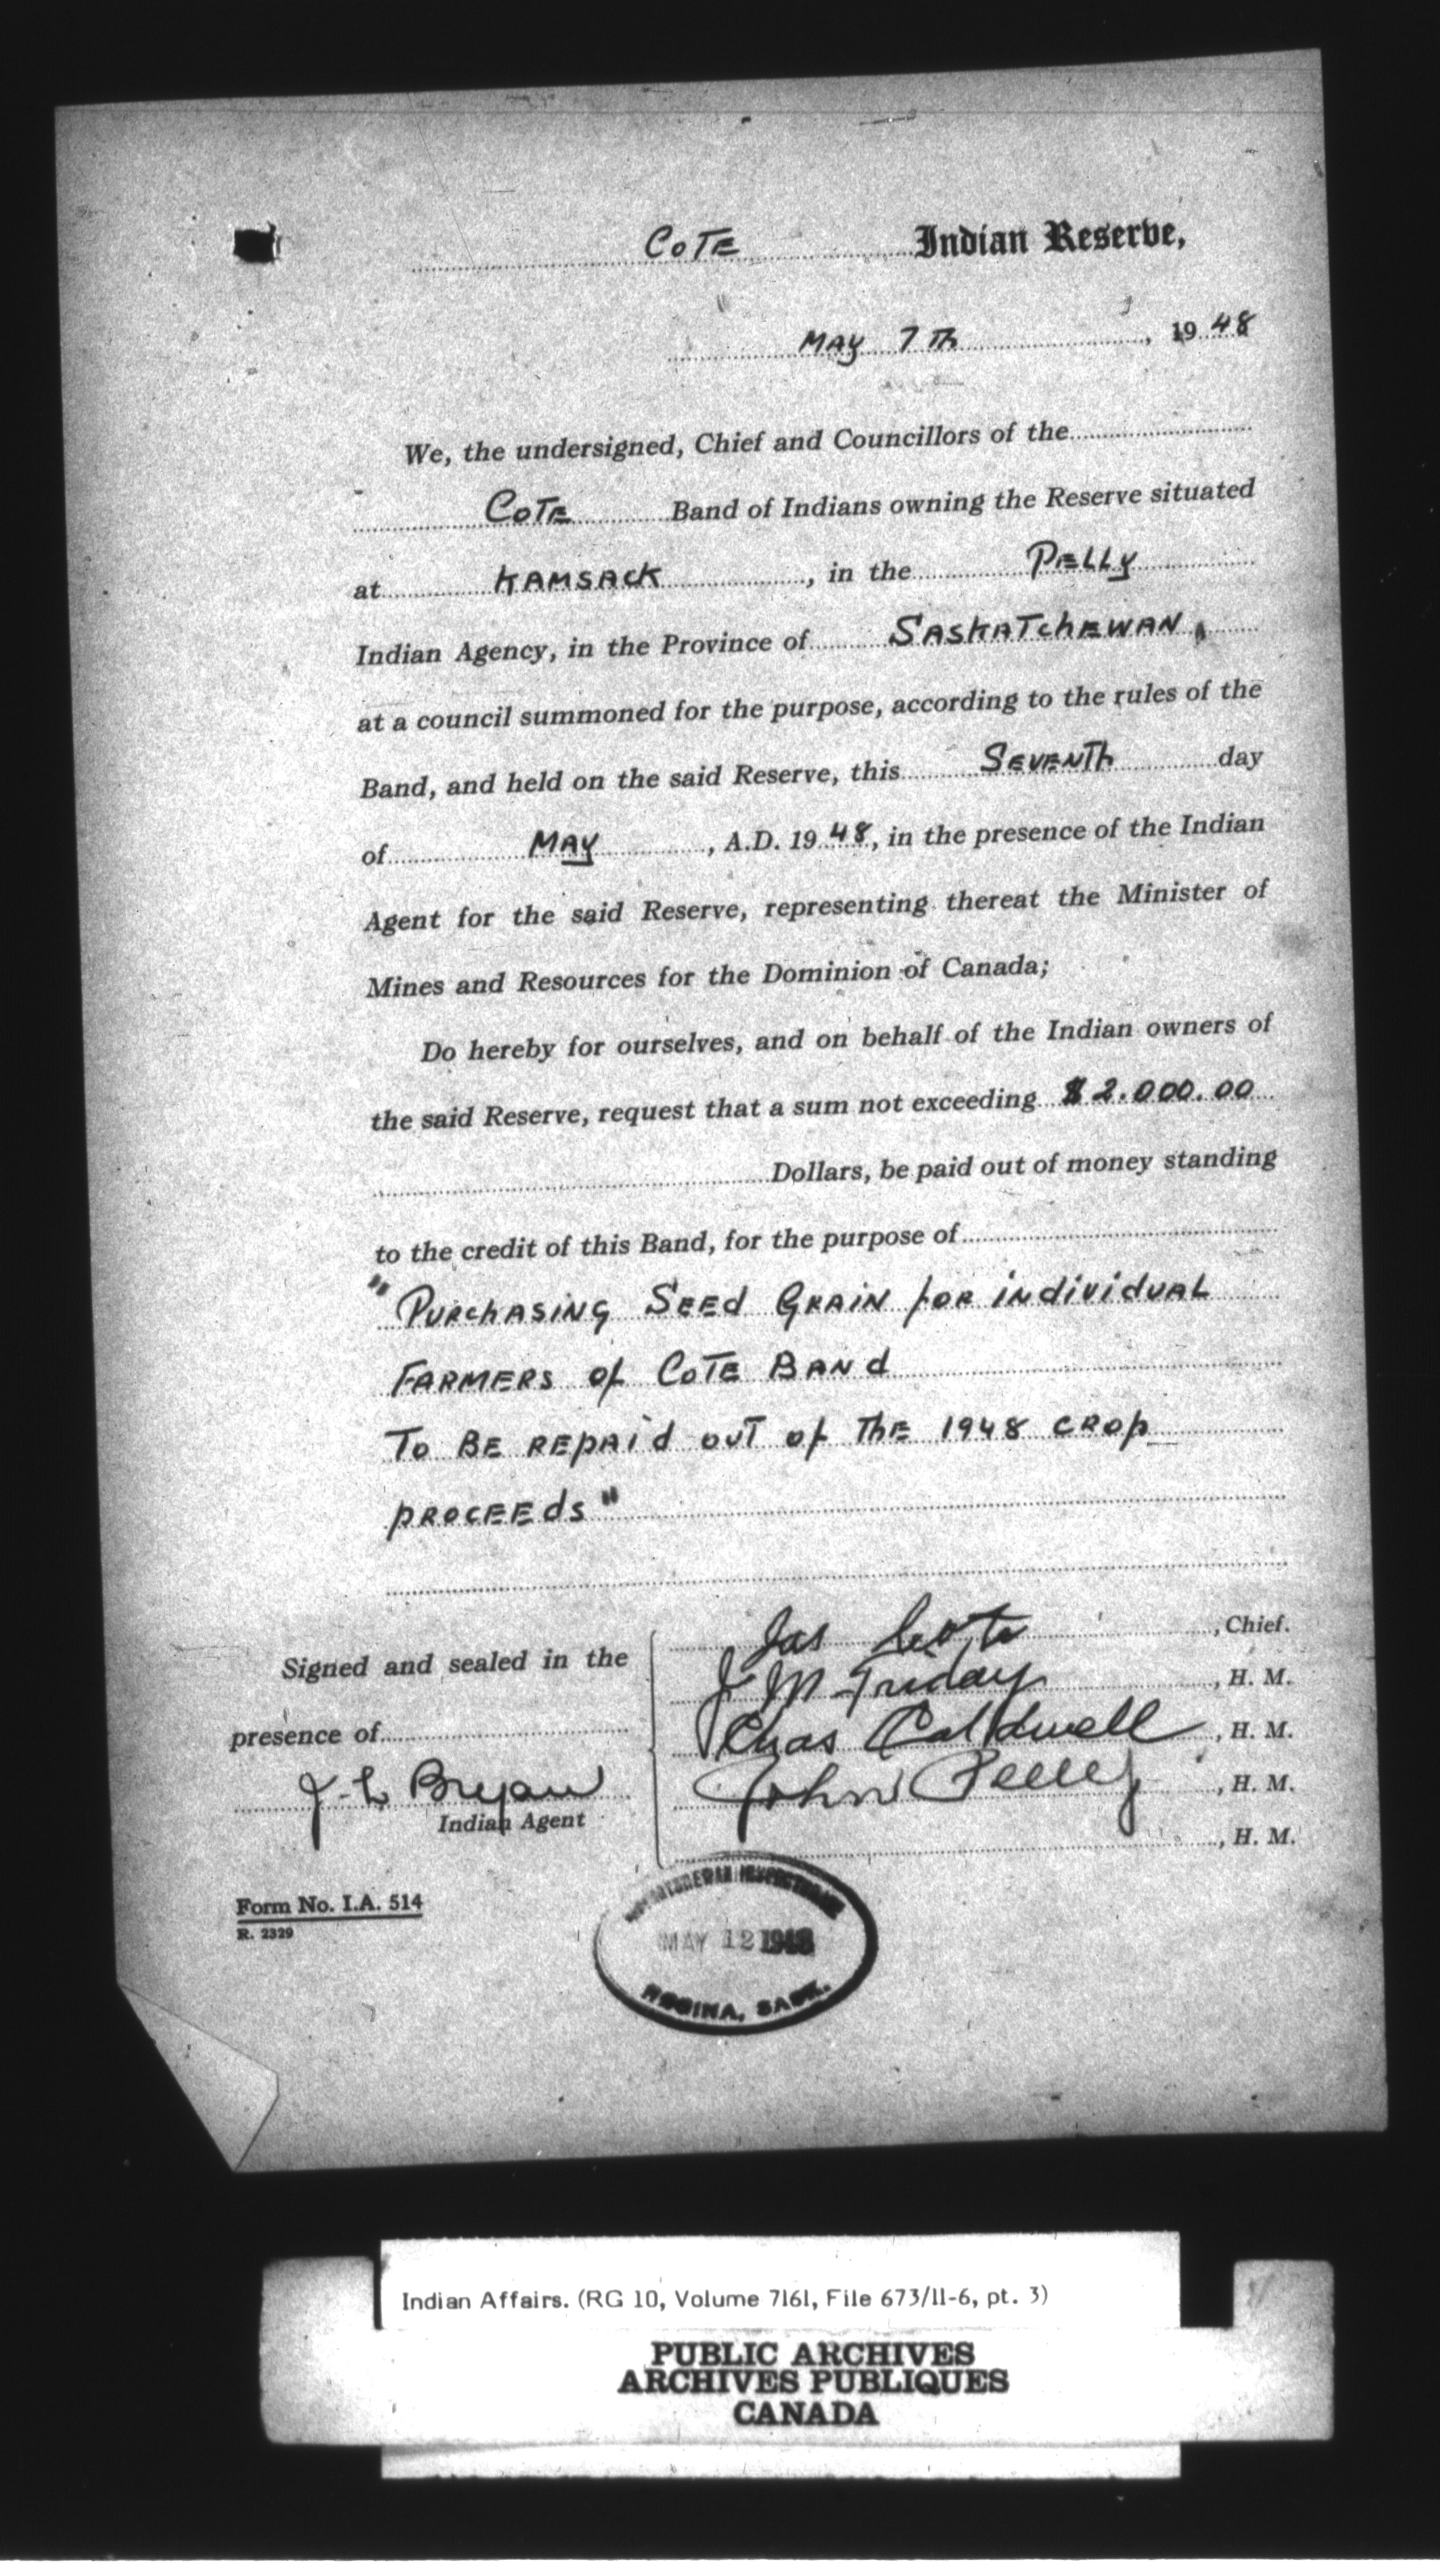 COTE Indian Reserve,
MAY 7TH, 1948
We, the undersigned, Chief and Councillors of the
COTE Band of Indians owning the Reserve situated
at KAMSACK, in the PELLY
Indian Agency, in the Province of SASKATCHEWAN,
at a council summoned for the purpose, according to the rules of the
Band, and held on the said Reserve, this SEVENTH day
of MAY, A.D. 1948, in the presence of the Indian
Agent for the said Reserve, representing thereat the Minister of
Mines and Resources for the Dominion of Canada;
Do hereby for ourselves, and on behalf of the Indian owners of
the said Reserve, request that a sum not exceeding $2.000.00
Dollars, be paid out of money standing
to the credit of this Band, for the purpose of
"PURCHASING SEED GRAIN FOR INDIVIDUAL
FARMERS of COTE BAND
TO BE REPAID OUT of THE 1948 CROP
PROCEEDS"
Jas Cote, Chief.
Signed and sealed in the
J M Friday, H. M.
presence of
Chas Caldwell, H. M.
J. L Bryan
John Pelly, H. M.
Indian Agent
, H. M.
Form No. I.A. 514
R. 2329
INSPECTORATE
MAY 12 1948
REGINA, SASK.
Indian Affairs. (RG 10, Volume 7161, File 673/11-6, pt. 3)
PUBLIC ARCHIVES
ARCHIVES PUBLIQUES
CANADA